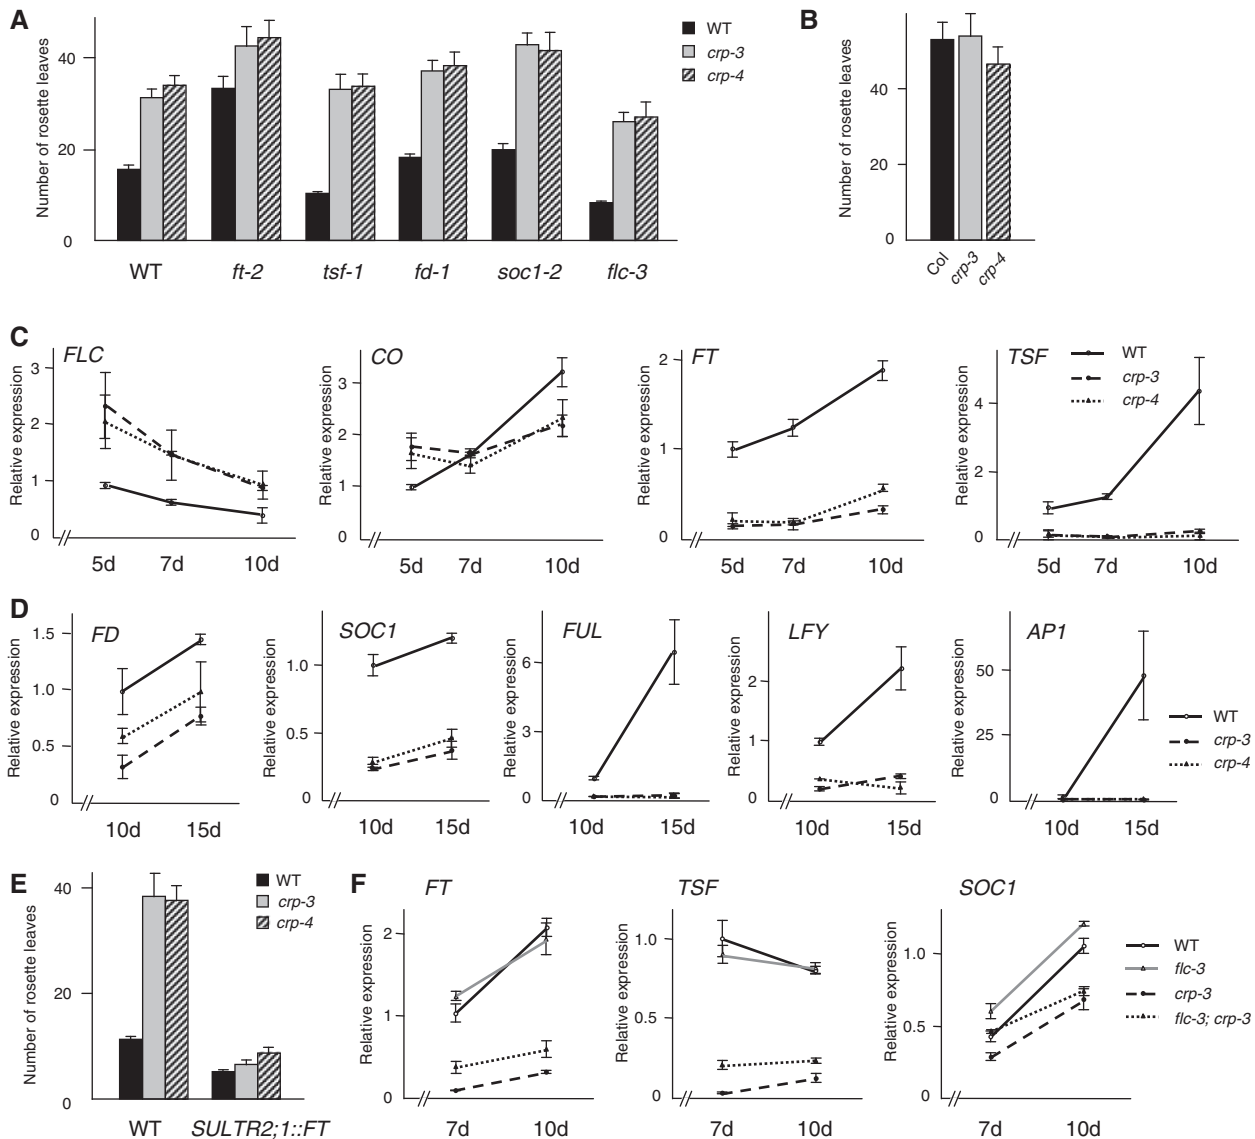 A
Number of rosette leaves
40
20
0
WT
ft-2
tsf-1
fd-1
soc1-2
flc-3
WT
crp-3
crp-4
B
Number of rosette leaves
40
20
0
Col
crp-3
crp-4
C
FLC
Relative expression
3
2
1
0
5d 7d 10d
CO
Relative expression
3
2
1
0
5d 7d 10d
FT
Relative expression
2
1
0
5d 7d 10d
TSF
Relative expression
4
2
0
5d 7d 10d
WT
crp-3
crp-4
D
FD
Relative expression
1.5
1.0
0.5
0
10d 15d
SOC1
Relative expression
1.0
0.5
0
10d 15d
FUL
Relative expression
6
3
0
10d 15d
LFY
Relative expression
2
1
0
10d 15d
AP1
Relative expression
50
25
0
10d 15d
WT
crp-3
crp-4
E
Number of rosette leaves
40
20
0
WT SULTR2;1::FT
WT
crp-3
crp-4
F
FT
Relative expression
2
1
0
7d 10d
TSF
Relative expression
1.0
0.5
0
7d 10d
SOC1
Relative expression
1.0
0.5
0
7d 10d
WT
flc-3
crp-3
flc-3; crp-3